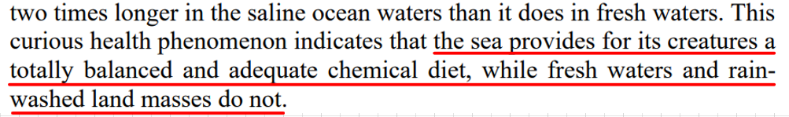 two times longer in the saline ocean waters than it does in fresh waters. This
curious health phenomenon indicates that the sea provides for its creatures a
totally balanced and adequate chemical diet, while fresh waters and rain-
washed land masses do not.